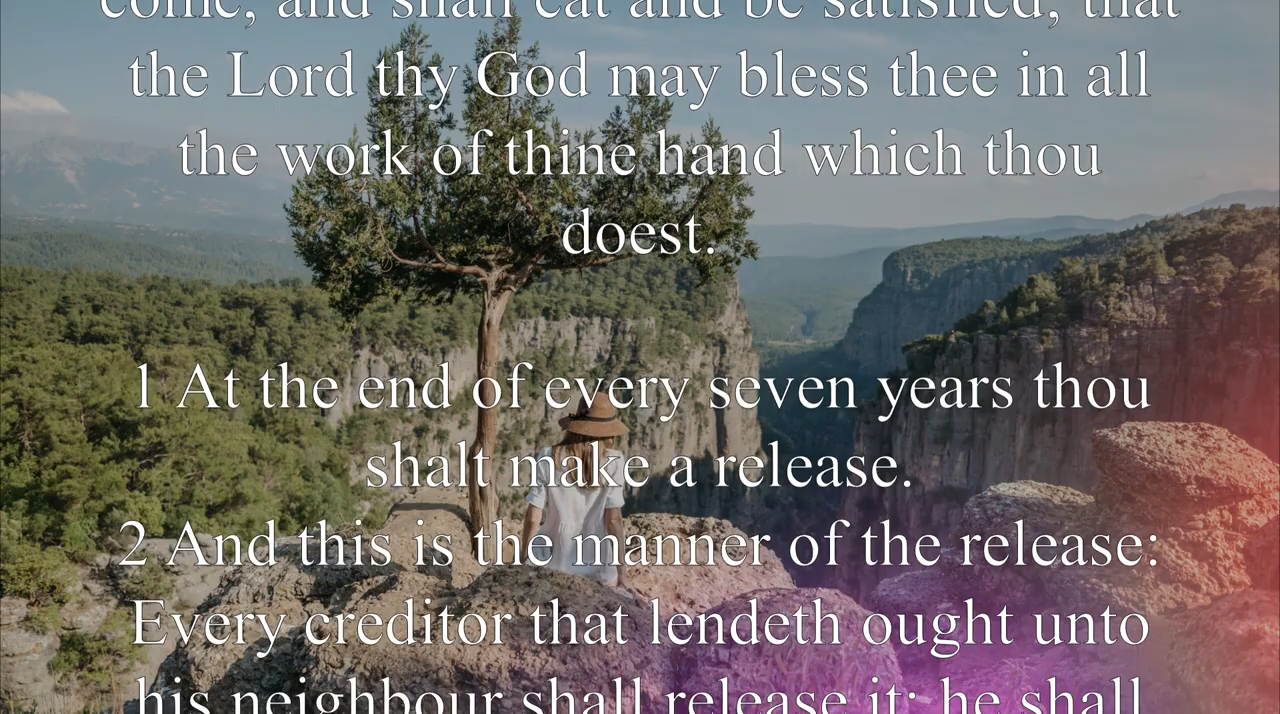 come, and shall eat and be satisfied; that
the Lord thy God may bless thee in all
the work of thine hand which thou
doest.
1 At the end of every seven years thou
shalt make a release.
2 And this is the manner of the release:
Every creditor that lendeth ought unto
his neighbour shall release it; he shall